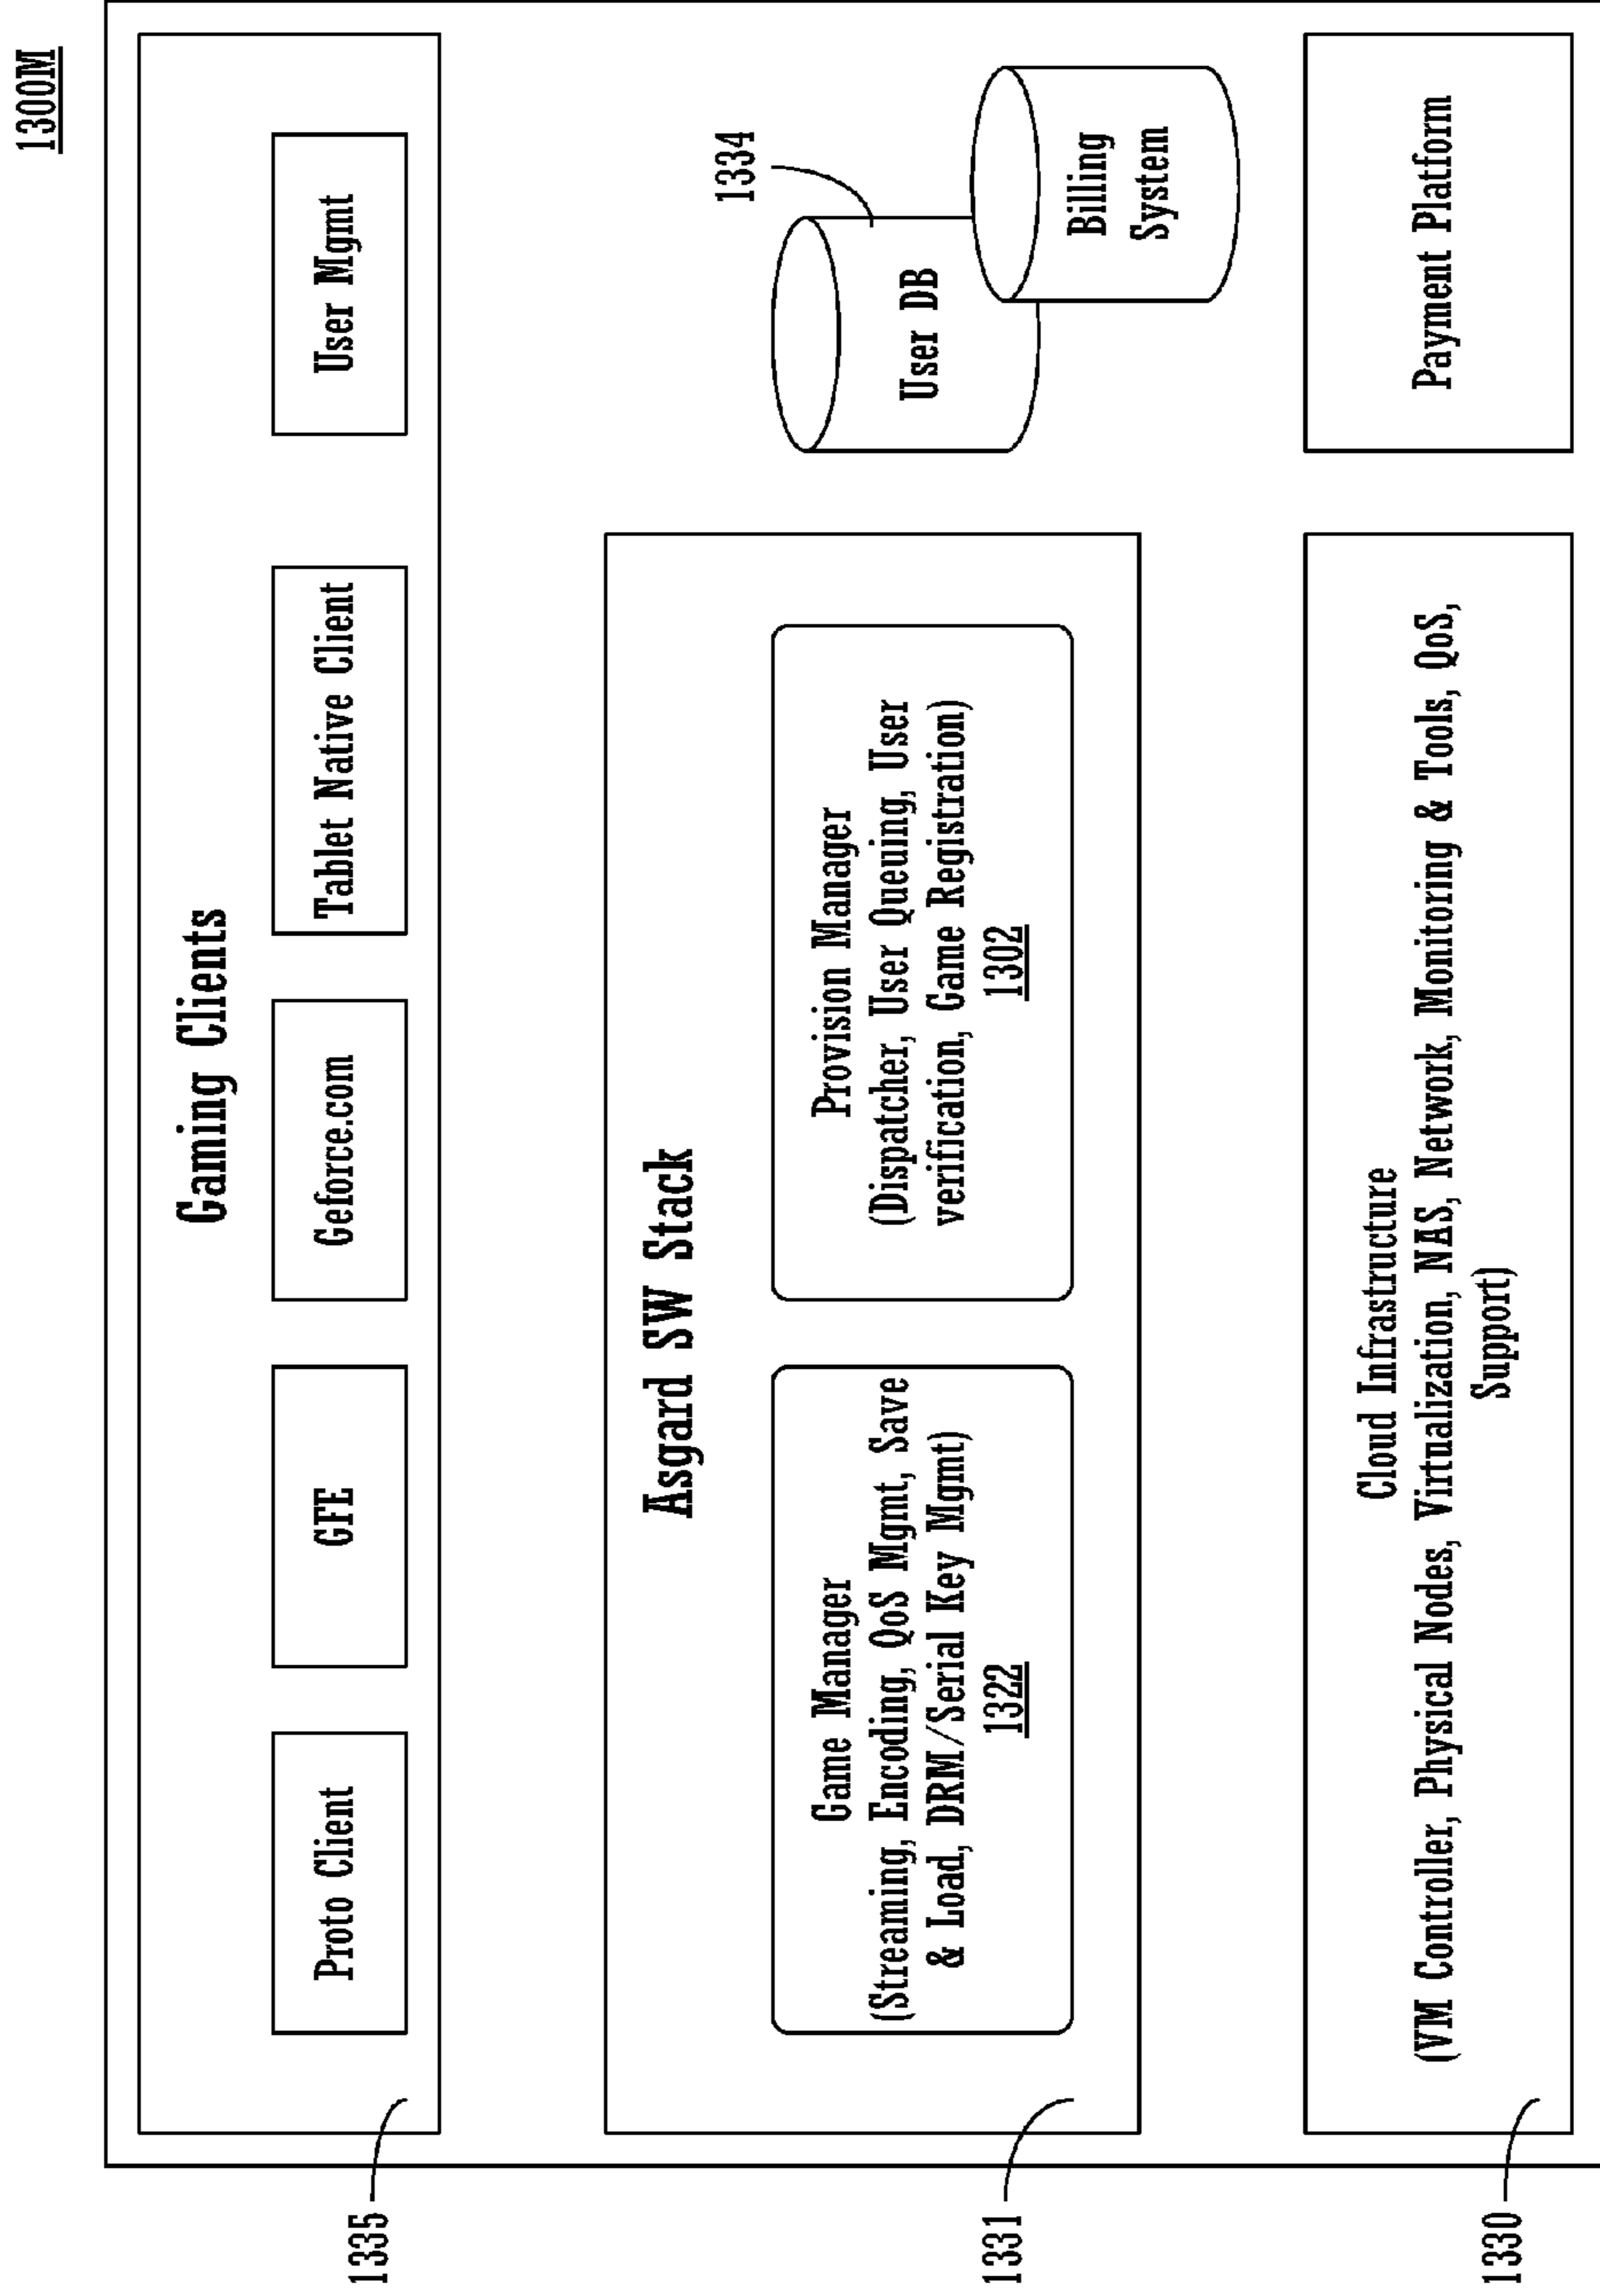 1300M
Gaming Clients
Proto Client
GFE
Geforce.com
Tablet Native Client
User Mgmt
1335
Asgard SW Stack
Game Manager
(Streaming, Encoding, QoS Mgmt, Save
& Load, DRM/Serial Key Mgmt)
1322
Provision Manager
(Dispatcher, User Queuing, User
verification, Game Registration)
1302
1331
1334
User DB
Billing
System
Cloud Infrastructure
(VM Controller, Physical Nodes, Virtualization, NAS, Network, Monitoring & Tools, QoS,
Support)
1330
Payment Platform